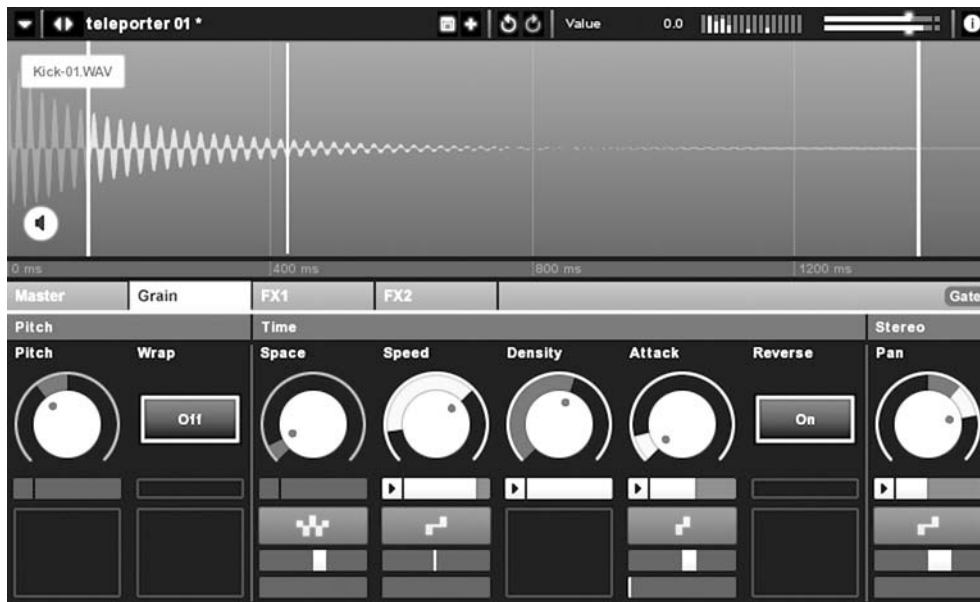 teleporter 01 *
Value 0.0
Kick-01.WAV
0 ms 400 ms 800 ms 1200 ms
Master Grain FX1 FX2 Gate
Pitch Time Stereo
Pitch Wrap Space Speed Density Attack Reverse Pan
Off On